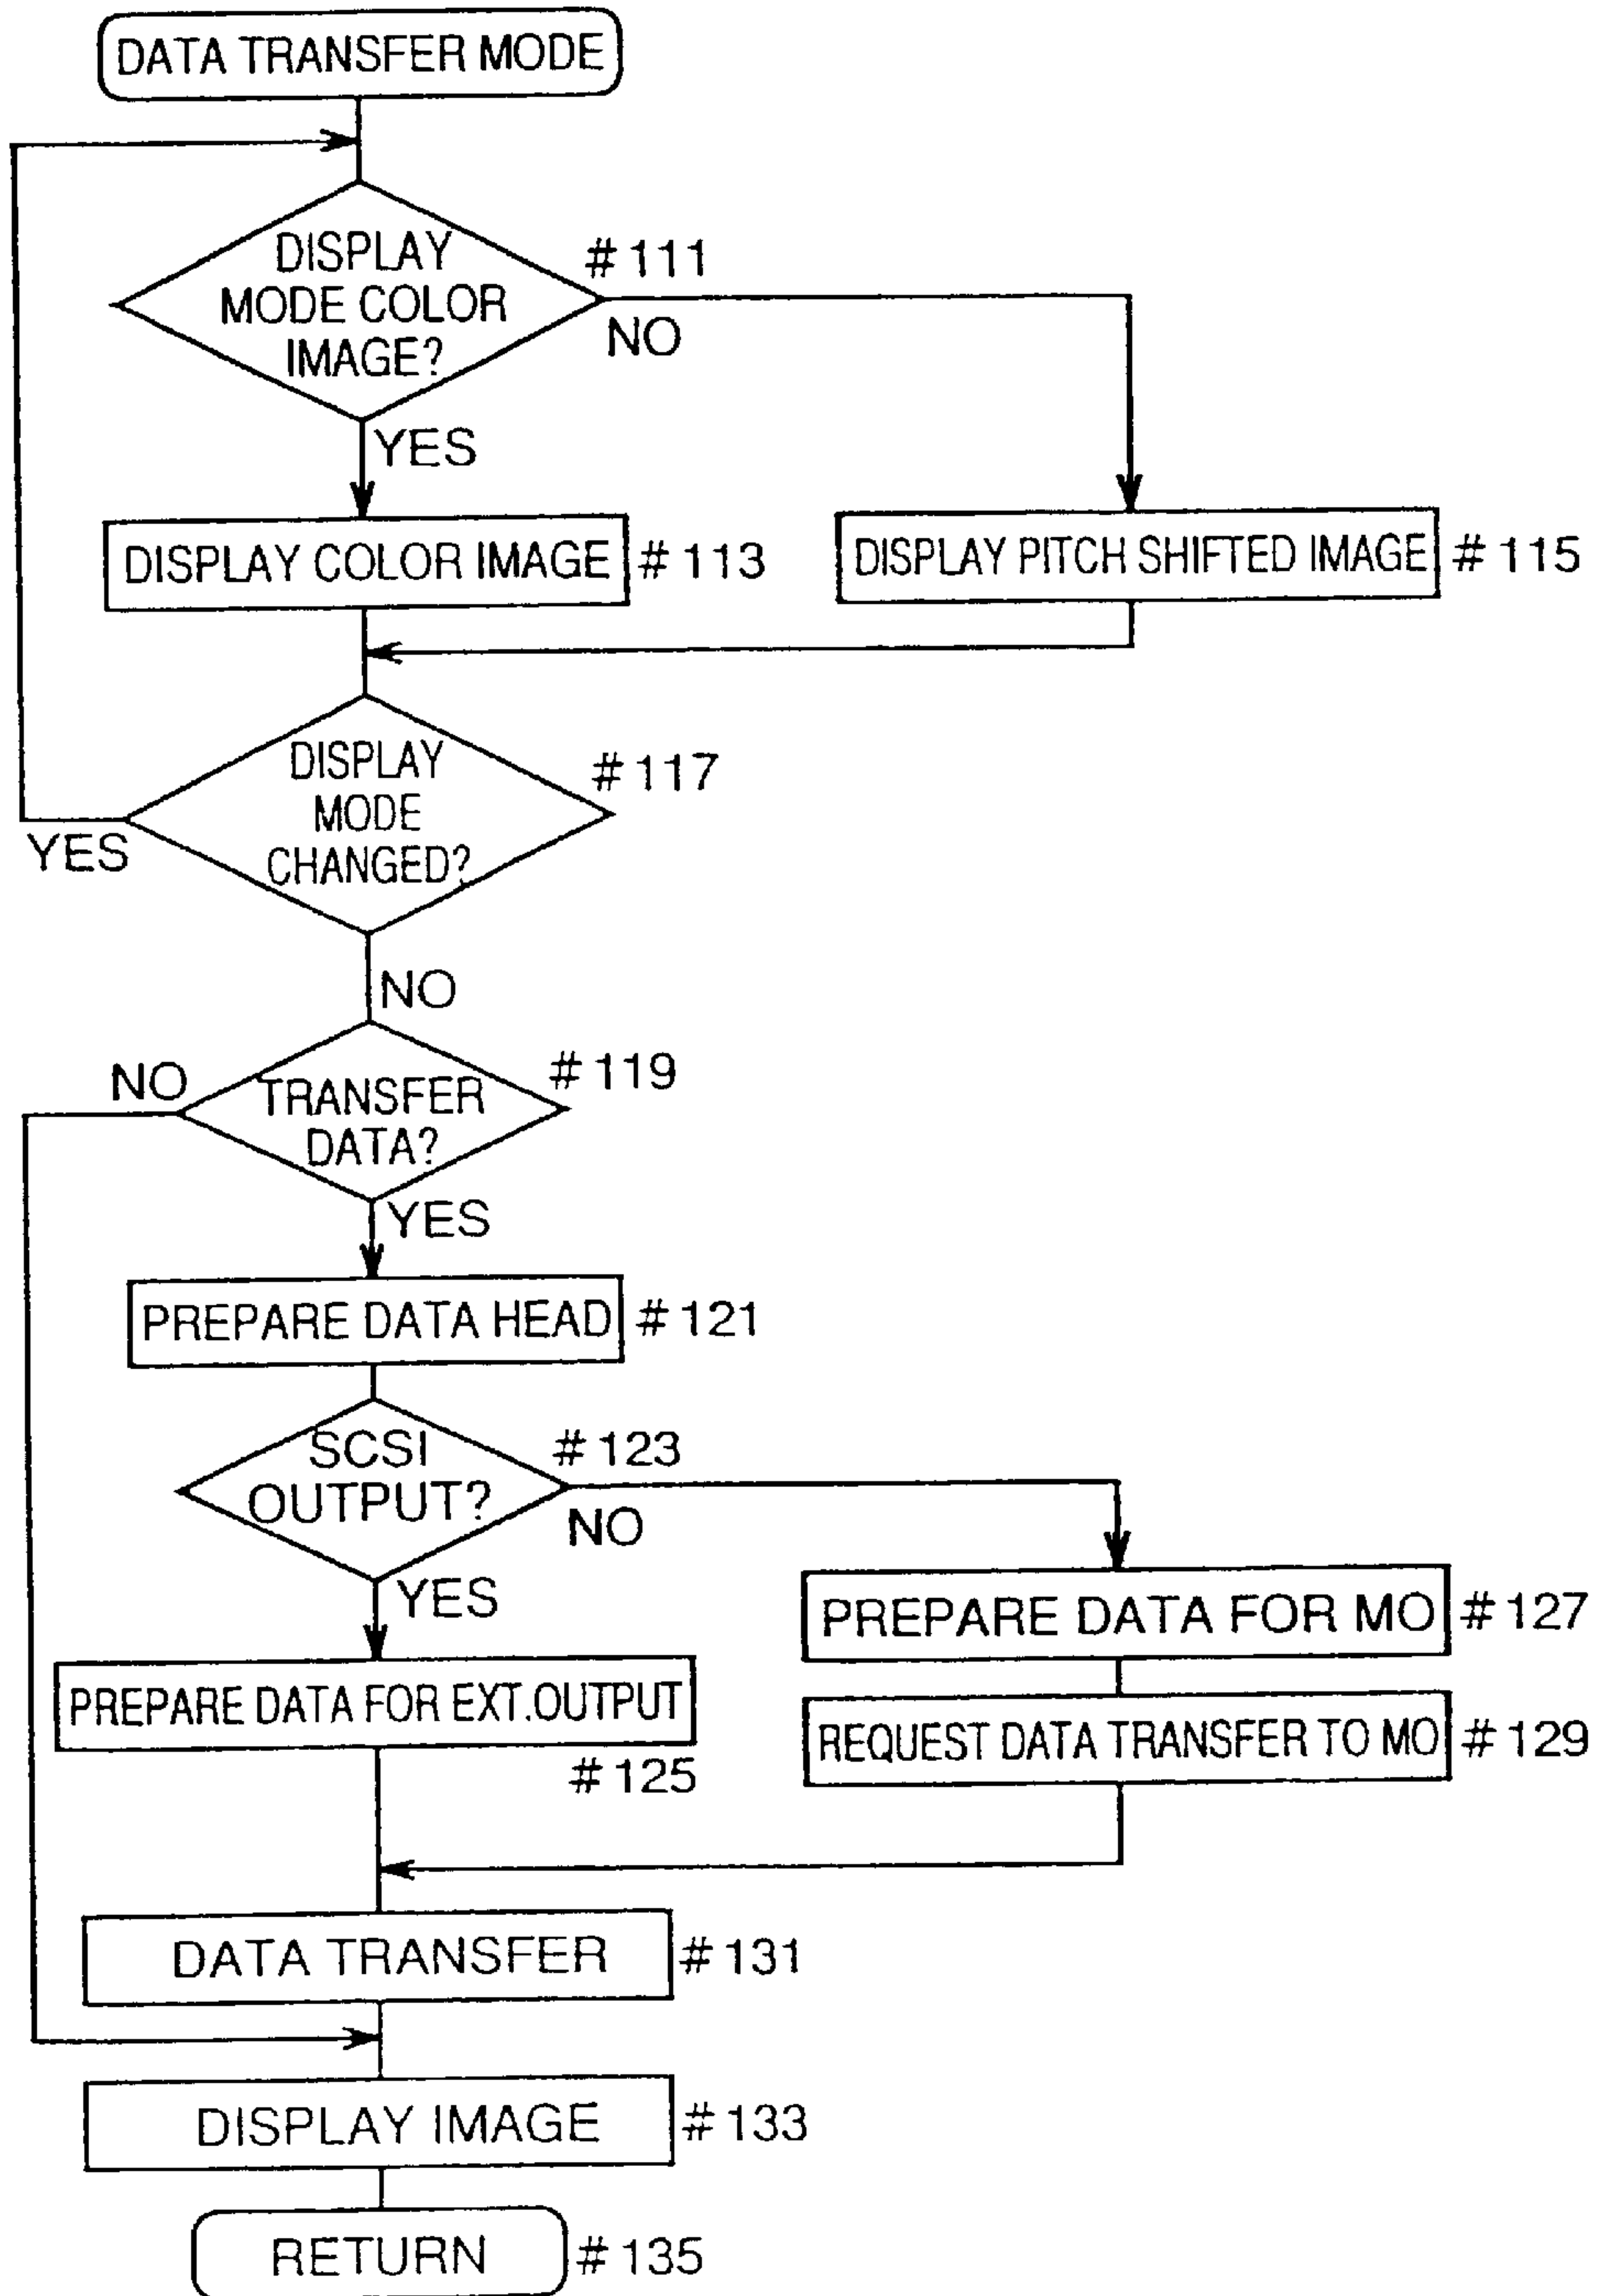 DATA TRANSFER MODE
DISPLAY
MODE COLOR
IMAGE?
# 111
NO
YES
DISPLAY COLOR IMAGE
# 113
DISPLAY PITCH SHIFTED IMAGE
# 115
DISPLAY
MODE
CHANGED?
# 117
YES
NO
TRANSFER
DATA?
# 119
NO
YES
PREPARE DATA HEAD
# 121
SCSI
OUTPUT?
# 123
NO
YES
PREPARE DATA FOR EXT.OUTPUT
# 125
PREPARE DATA FOR MO
# 127
REQUEST DATA TRANSFER TO MO
# 129
DATA TRANSFER
# 131
DISPLAY IMAGE
# 133
RETURN
# 135